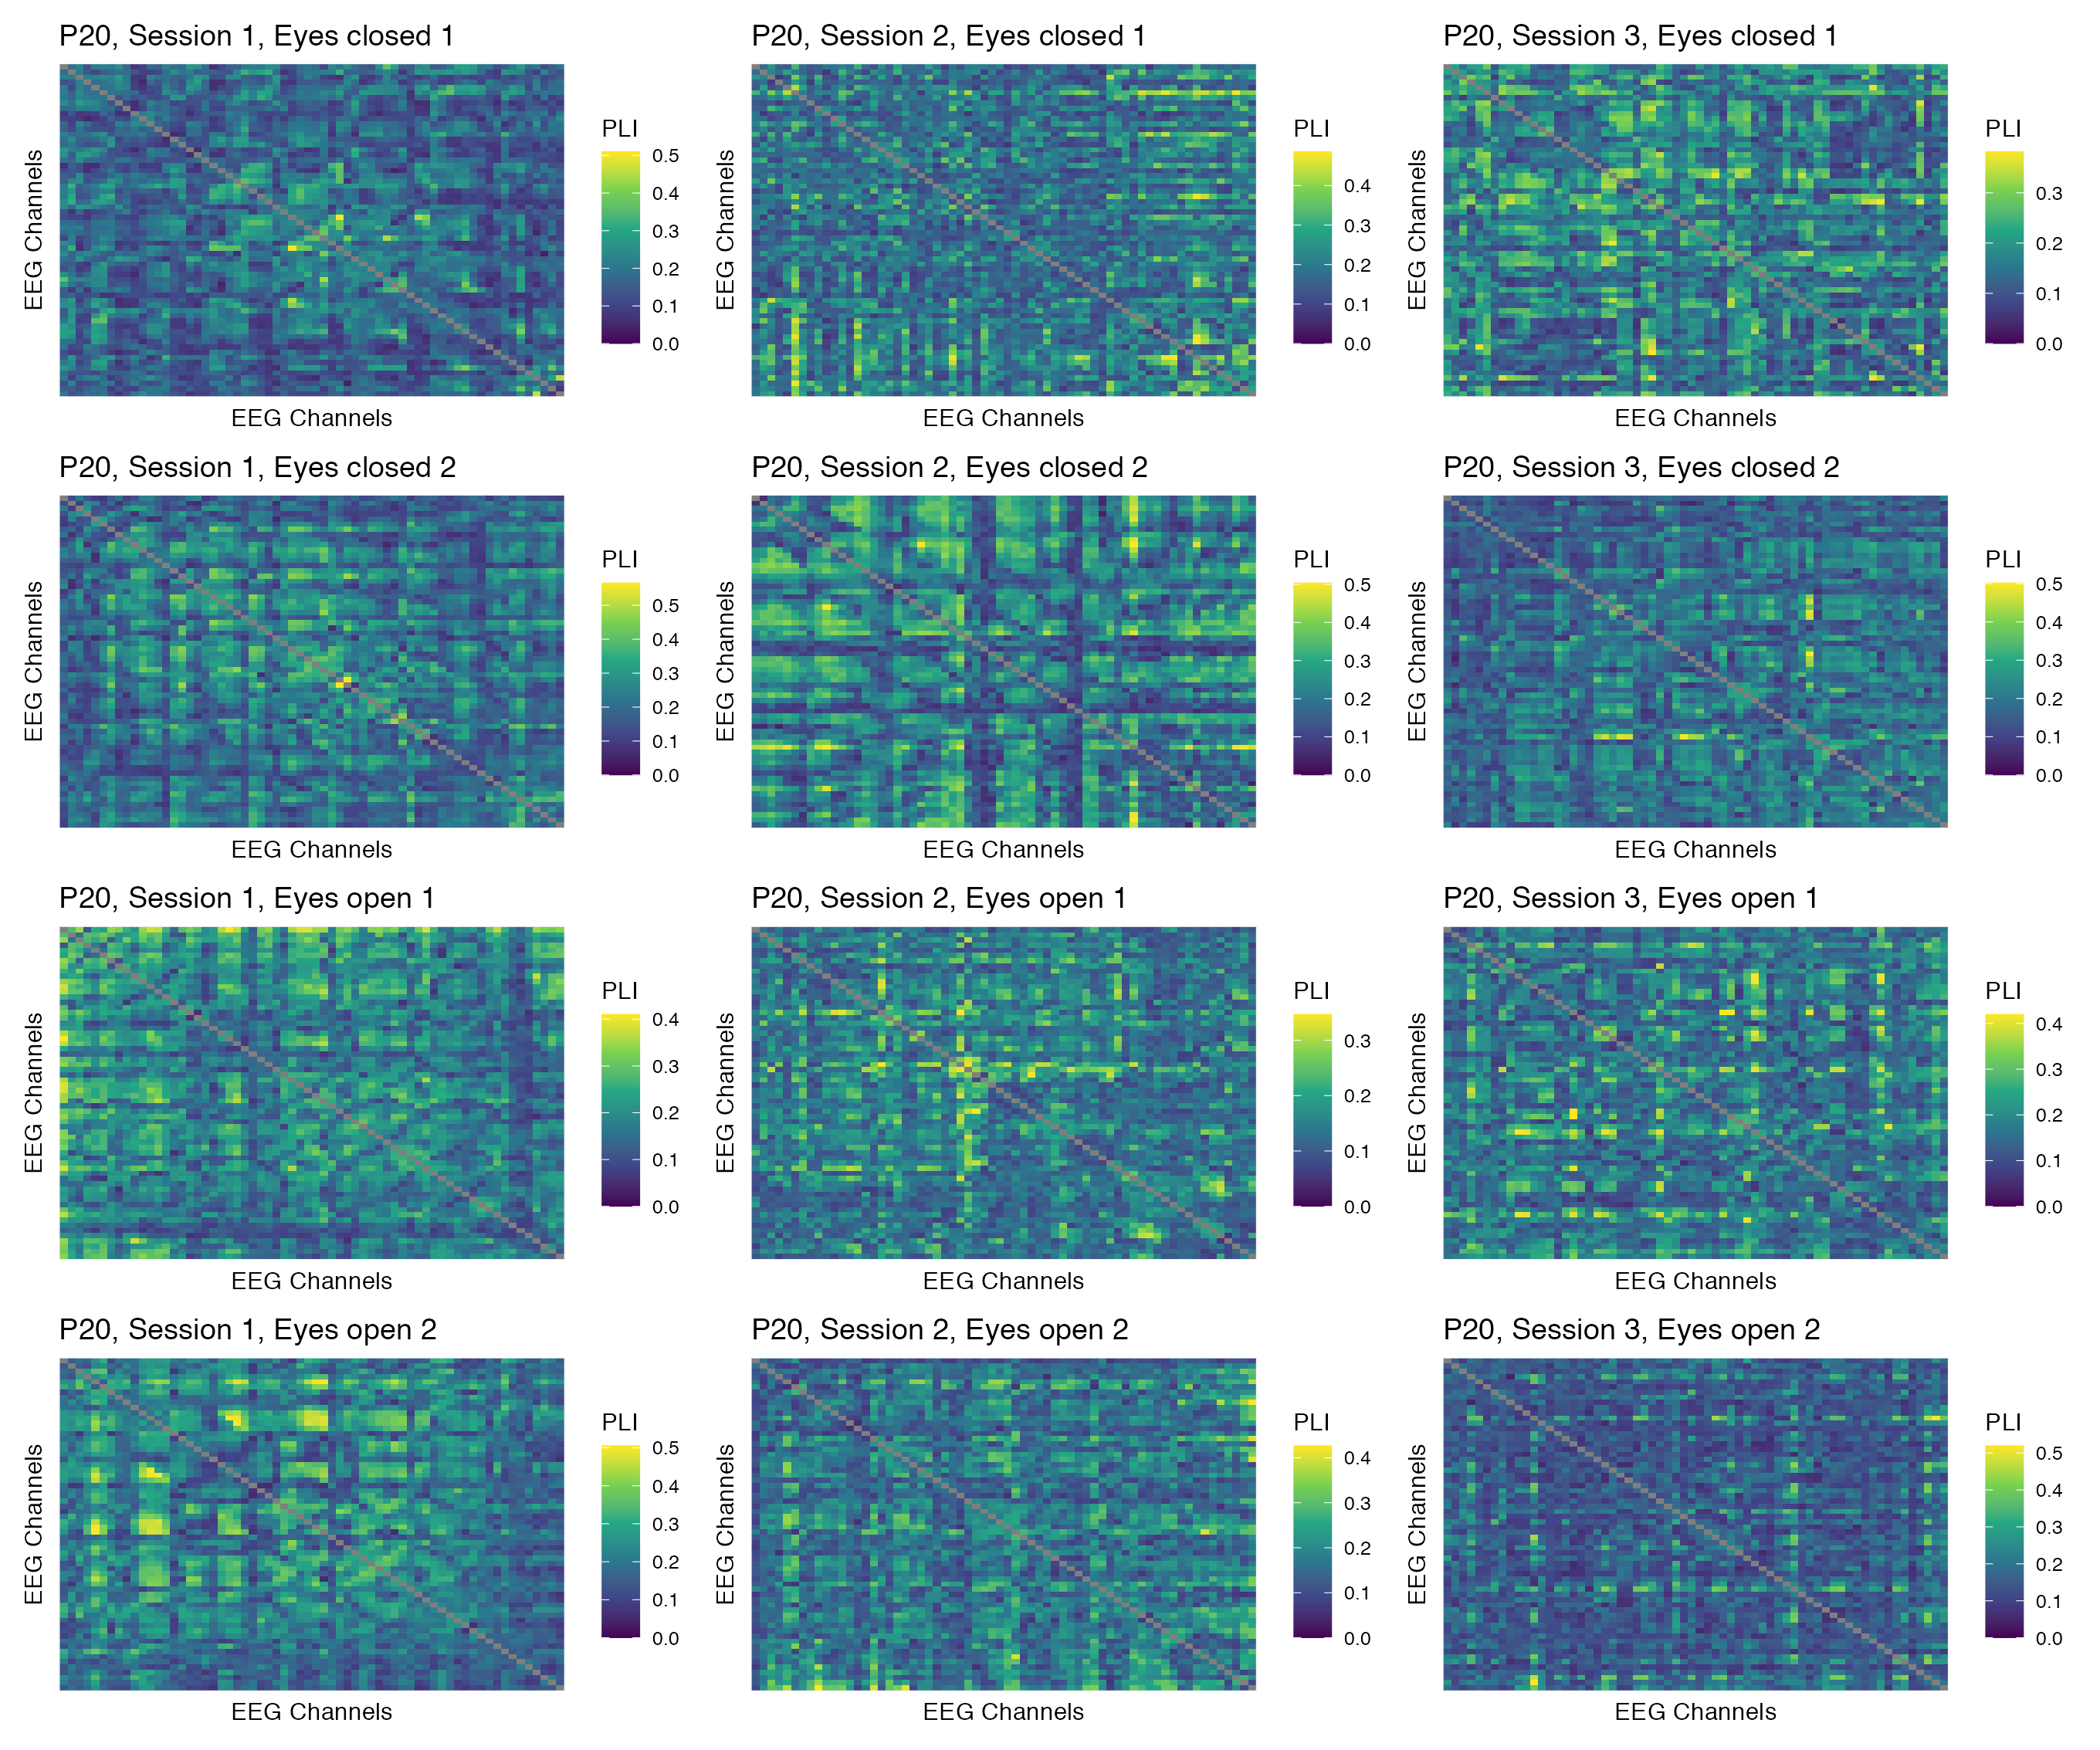 P20, Session 1, Eyes closed 1
EEG Channels
EEG Channels
PLI
0.5
0.4
0.3
0.2
0.1
0.0
P20, Session 2, Eyes closed 1
EEG Channels
EEG Channels
PLI
0.4
0.3
0.2
0.1
0.0
P20, Session 3, Eyes closed 1
EEG Channels
EEG Channels
PLI
0.3
0.2
0.1
0.0
P20, Session 1, Eyes closed 2
EEG Channels
EEG Channels
PLI
0.5
0.4
0.3
0.2
0.1
0.0
P20, Session 2, Eyes closed 2
EEG Channels
EEG Channels
PLI
0.5
0.4
0.3
0.2
0.1
0.0
P20, Session 3, Eyes closed 2
EEG Channels
EEG Channels
PLI
0.5
0.4
0.3
0.2
0.1
0.0
P20, Session 1, Eyes open 1
EEG Channels
EEG Channels
PLI
0.4
0.3
0.2
0.1
0.0
P20, Session 2, Eyes open 1
EEG Channels
EEG Channels
PLI
0.3
0.2
0.1
0.0
P20, Session 3, Eyes open 1
EEG Channels
EEG Channels
PLI
0.4
0.3
0.2
0.1
0.0
P20, Session 1, Eyes open 2
EEG Channels
EEG Channels
PLI
0.5
0.4
0.3
0.2
0.1
0.0
P20, Session 2, Eyes open 2
EEG Channels
EEG Channels
PLI
0.4
0.3
0.2
0.1
0.0
P20, Session 3, Eyes open 2
EEG Channels
EEG Channels
PLI
0.5
0.4
0.3
0.2
0.1
0.0